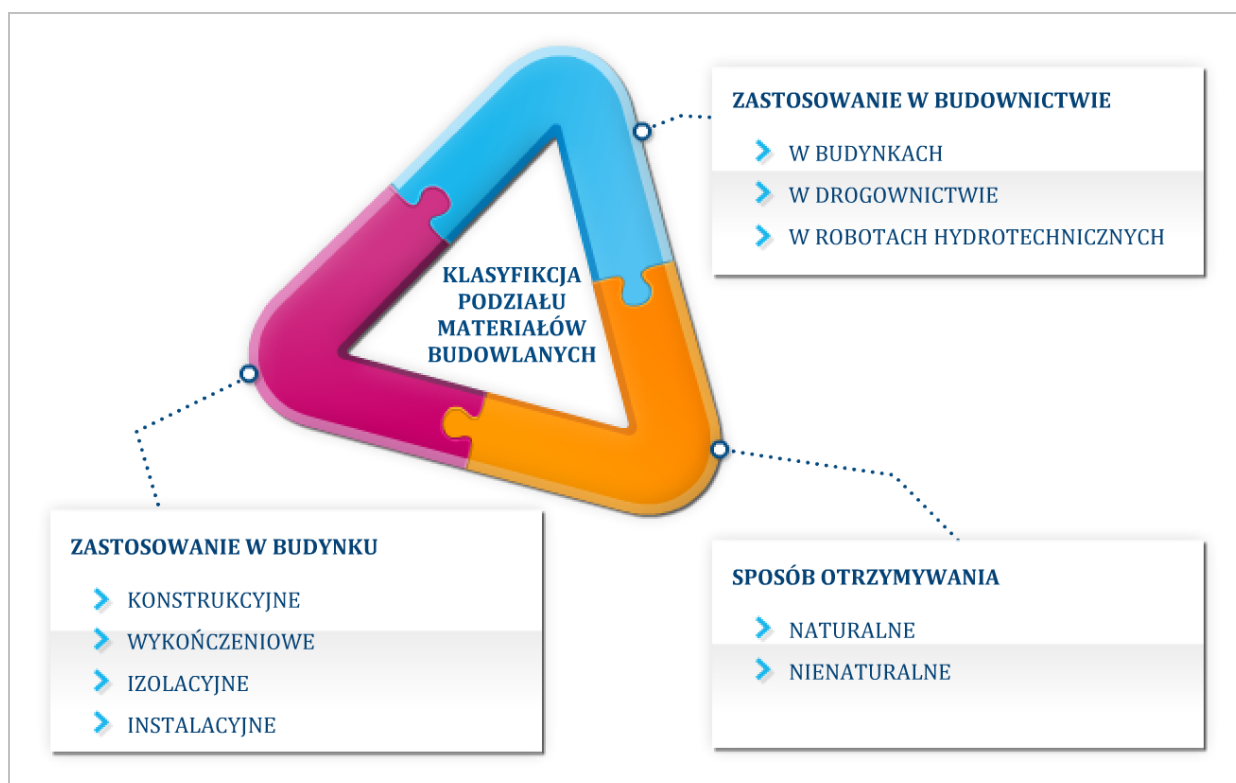 KLASYFIKCJA
PODZIAŁU
MATERIAŁÓW
BUDOWLANYCH
ZASTOSOWANIE W BUDOWNICTWIE
W BUDYNKACH
W DROGOWNICTWIE
W ROBOTACH HYDROTECHNICZNYCH
ZASTOSOWANIE W BUDYNKU
KONSTRUKCYJNE
WYKOŃCZENIOWE
IZOLACYJNE
INSTALACYJNE
SPOSÓB OTRZYMYWANIA
NATURALNE
NIENATURALNE